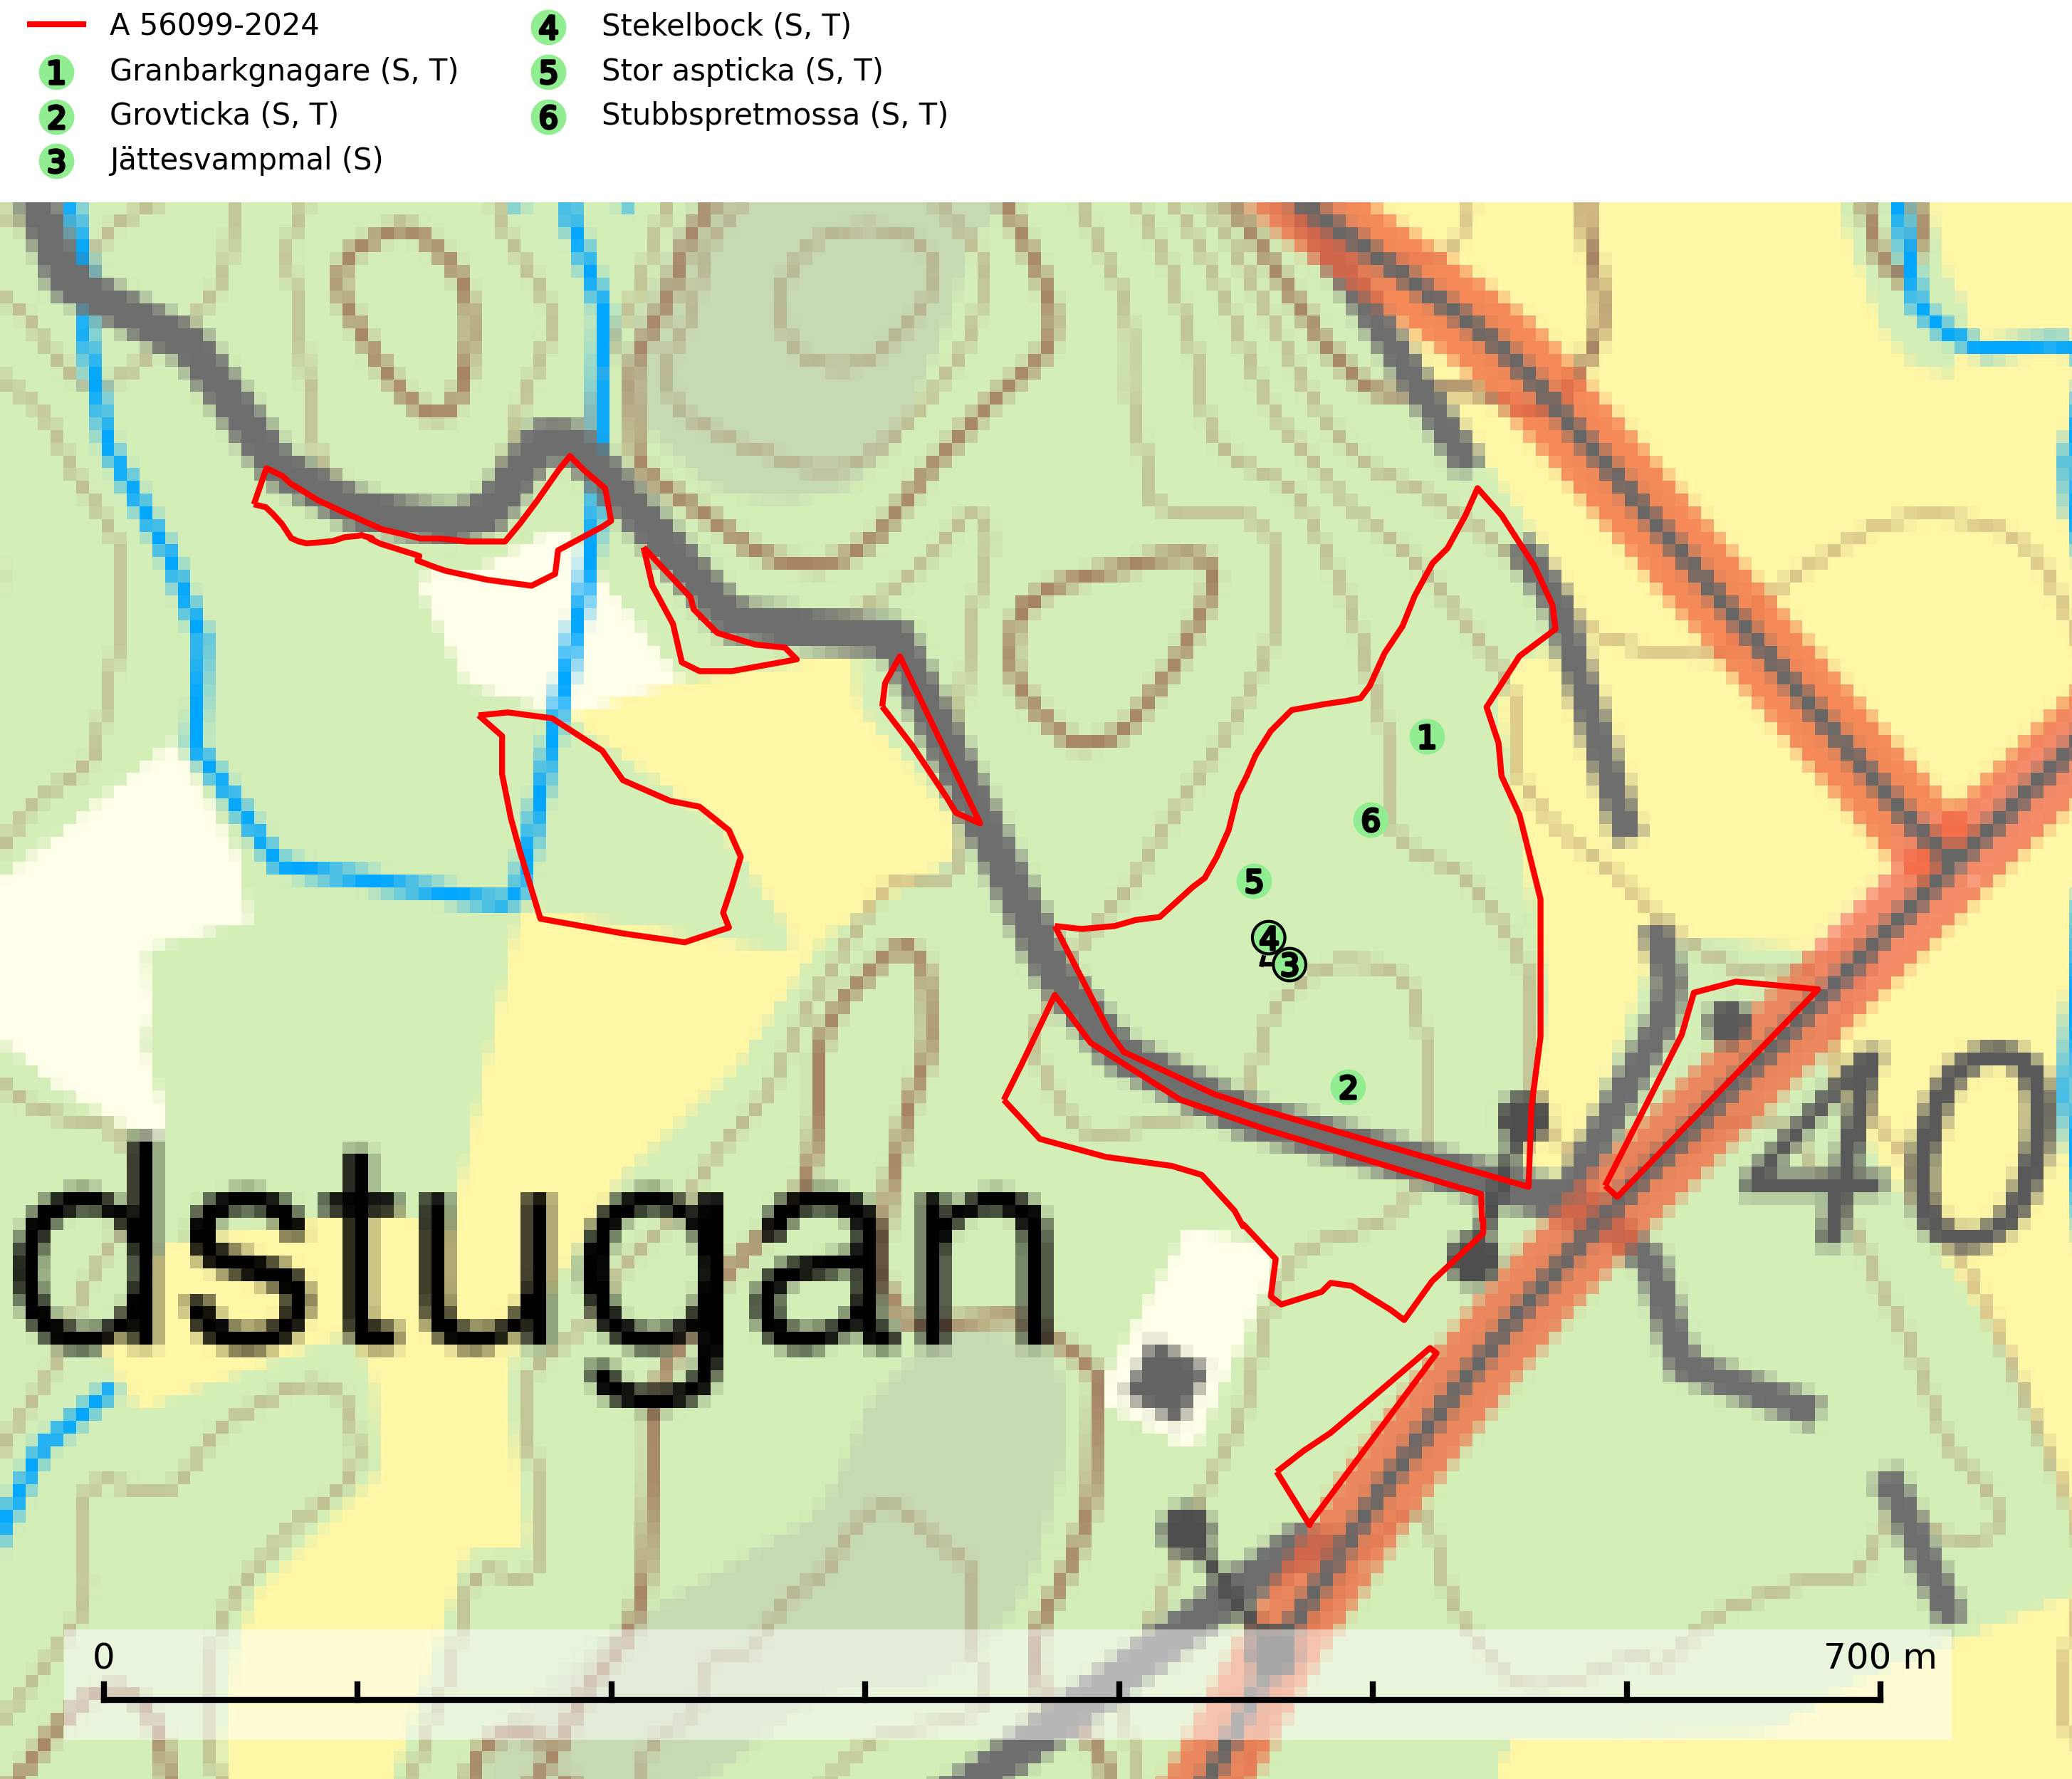 A 56099-2024
1 Granbarkgnagare (S, T)
2 Grovticka (S, T)
3 Jättesvampmal (S)
4 Stekelbock (S, T)
5 Stor aspticka (S, T)
6 Stubbspretmossa (S, T)
1
6
5
4
3
2
40
dstugan
0 700 m